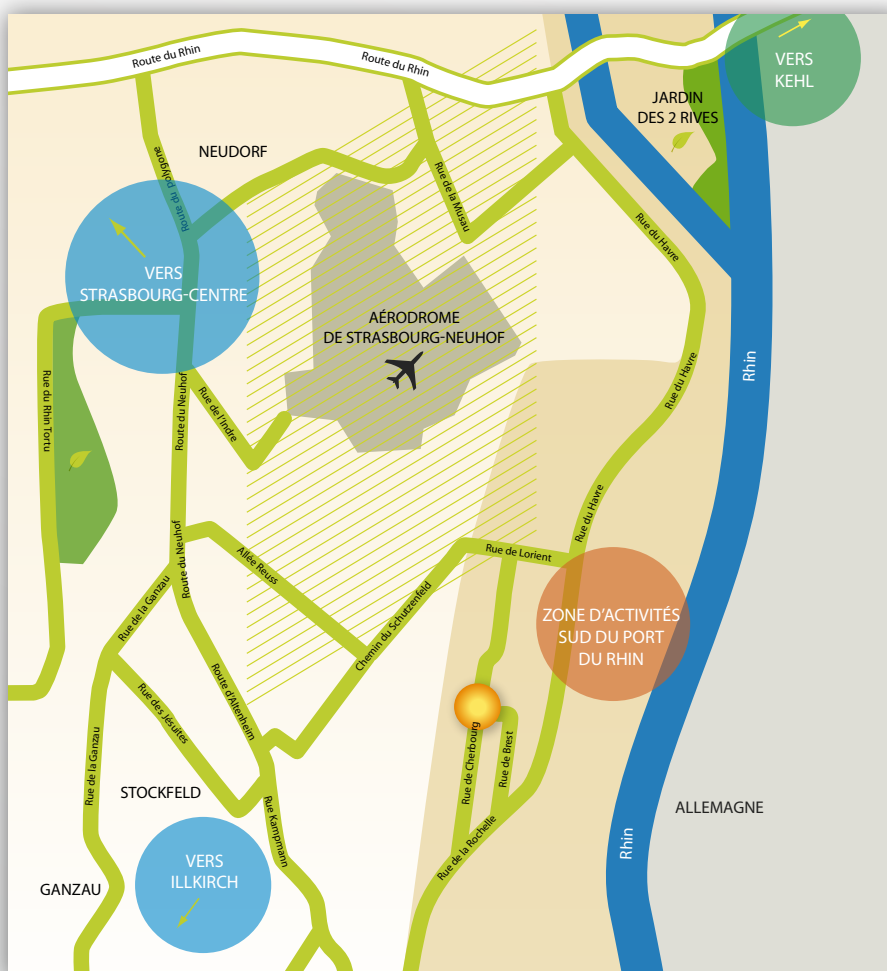 Route du Rhin
Route du Rhin
VERS
KEHL
JARDIN
DES 2 RIVES
NEUDORF
Route du polygone
Rue de la Musau
Rue du Havre
VERS
STRASBOURG-CENTRE
AÉRODROME
DE STRASBOURG-NEUHOF
Rhin
Rue du Havre
Rue du Rhin Tortu
Route du Neuhof
Rue de l'Indre
Rue du Havre
Route du Neuhof
Allée Reuss
Rue de Lorient
Rue de la Ganzau
Chemin du Schutzenfeld
ZONE D'ACTIVITÉS
SUD DU PORT
DU RHIN
Rue des Jésuites
Route d'Altenheim
Rue de la Ganzau
Rue de Cherbourg
Rue de Brest
STOCKFELD
Rue Kampmann
ALLEMAGNE
Rhin
Rue de la Rochelle
VERS
ILLKIRCH
GANZAU